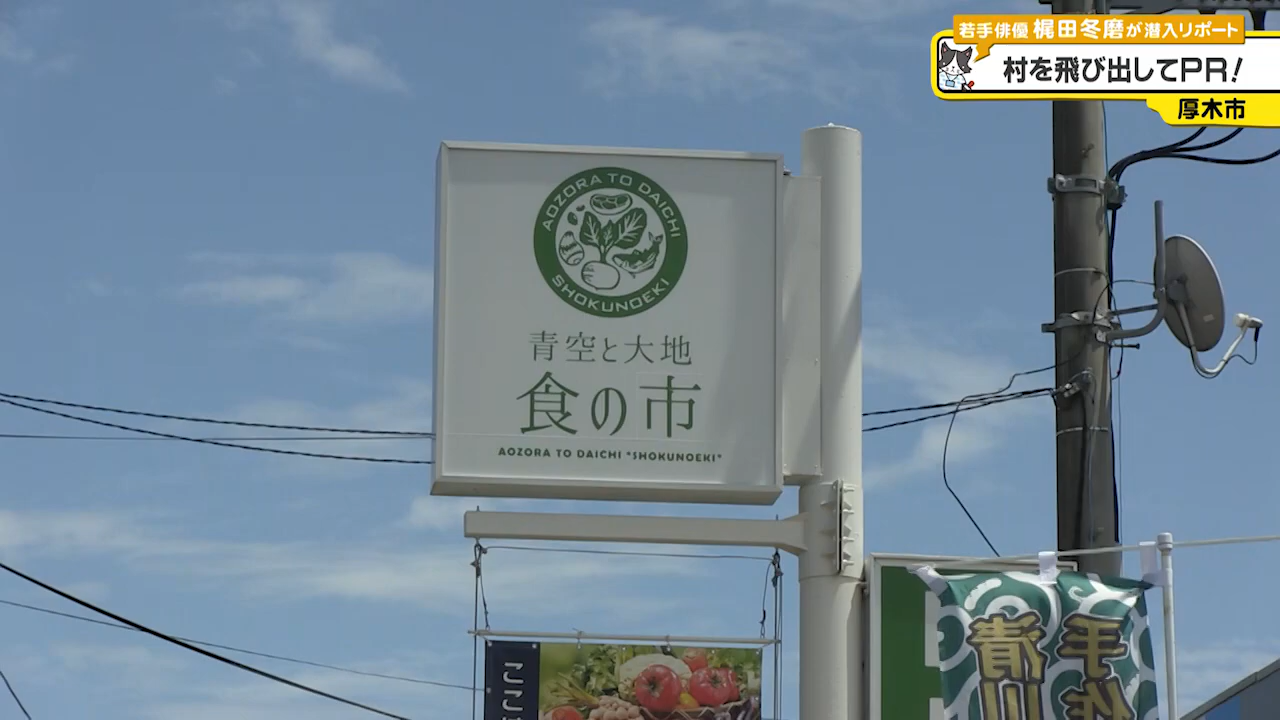 若手俳優 梶田冬磨が潜入リポート
村を飛び出してPR!
厚木市
AOZORA TO DAICHI
SHOKUNOEKI
青空と大地
食の市
AOZORA TO DAICHI "SHOKUNOEKI"